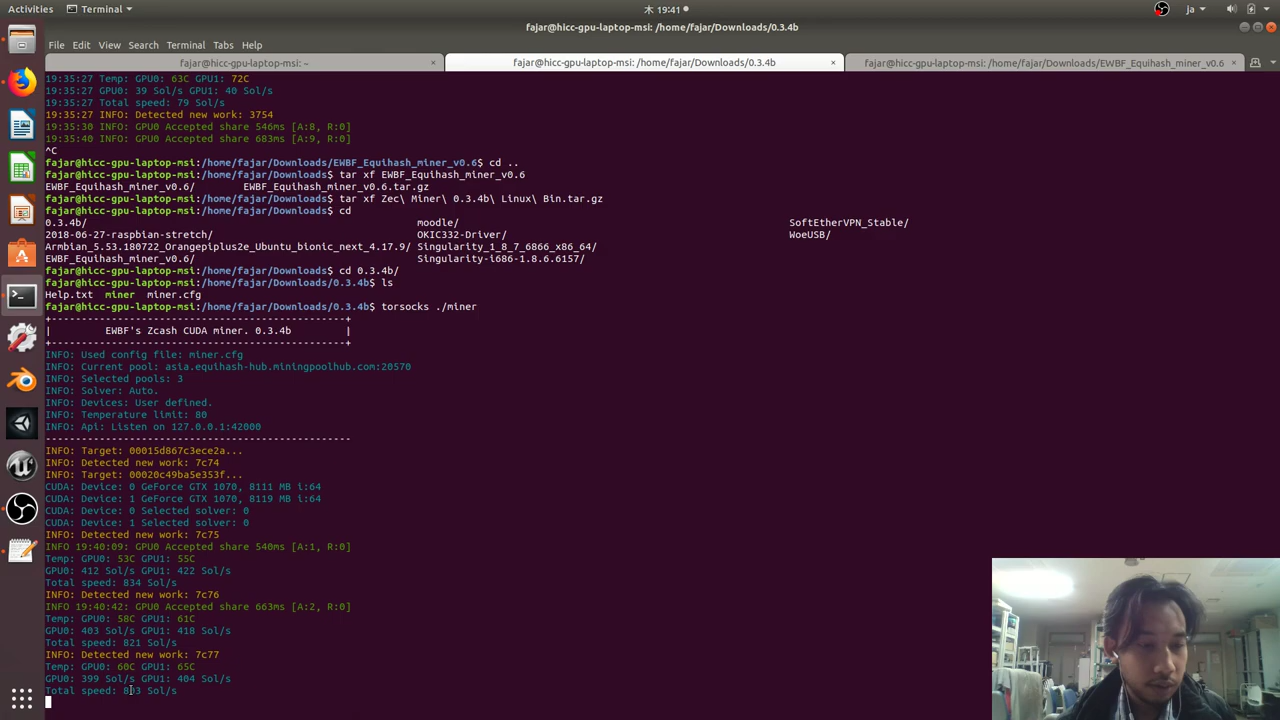 Activities Terminal 木 19:41 ja
fajar@hicc-gpu-laptop-msi: /home/fajar/Downloads/0.3.4b
File Edit View Search Terminal Tabs Help
fajar@hicc-gpu-laptop-msi: ~ × fajar@hicc-gpu-laptop-msi: /home/fajar/Downloads/0.3.4b × fajar@hicc-gpu-laptop-msi: /home/fajar/Downloads/EWBF_Equihash_miner_v0.6 ×
19:35:27 Temp: GPU0: 63C GPU1: 72C
19:35:27 GPU0: 39 Sol/s GPU1: 40 Sol/s
19:35:27 Total speed: 79 Sol/s
19:35:27 INFO: Detected new work: 3754
19:35:30 INFO: GPU0 Accepted share 546ms [A:8, R:0]
19:35:40 INFO: GPU0 Accepted share 683ms [A:9, R:0]
^C
fajar@hicc-gpu-laptop-msi:/home/fajar/Downloads/EWBF_Equihash_miner_v0.6$ cd ..
fajar@hicc-gpu-laptop-msi:/home/fajar/Downloads$ tar xf EWBF_Equihash_miner_v0.6
EWBF_Equihash_miner_v0.6/ EWBF_Equihash_miner_v0.6.tar.gz
fajar@hicc-gpu-laptop-msi:/home/fajar/Downloads$ tar xf Zec\ Miner\ 0.3.4b\ Linux\ Bin.tar.gz
fajar@hicc-gpu-laptop-msi:/home/fajar/Downloads$ cd
0.3.4b/ moodle/ SoftEtherVPN_Stable/
2018-06-27-raspbian-stretch/ OKIC332-Driver/ WoeUSB/
Armbian_5.53.180722_Orangepiplus2e_Ubuntu_bionic_next_4.17.9/ Singularity_1_8_7_6866_x86_64/
EWBF_Equihash_miner_v0.6/ Singularity-i686-1.8.6.6157/
fajar@hicc-gpu-laptop-msi:/home/fajar/Downloads$ cd 0.3.4b/
fajar@hicc-gpu-laptop-msi:/home/fajar/Downloads/0.3.4b$ ls
Help.txt miner miner.cfg
fajar@hicc-gpu-laptop-msi:/home/fajar/Downloads/0.3.4b$ torsocks ./miner
+-------------------------------------------------+
| EWBF's Zcash CUDA miner. 0.3.4b |
+-------------------------------------------------+
INFO: Used config file: miner.cfg
INFO: Current pool: asia.equihash-hub.miningpoolhub.com:20570
INFO: Selected pools: 3
INFO: Solver: Auto.
INFO: Devices: User defined.
INFO: Temperature limit: 80
INFO: Api: Listen on 127.0.0.1:42000
---------------------------------------------------
INFO: Target: 00015d867c3ece2a...
INFO: Detected new work: 7c74
INFO: Target: 00020c49ba5e353f...
CUDA: Device: 0 GeForce GTX 1070, 8111 MB i:64
CUDA: Device: 1 GeForce GTX 1070, 8119 MB i:64
CUDA: Device: 0 Selected solver: 0
CUDA: Device: 1 Selected solver: 0
INFO: Detected new work: 7c75
INFO 19:40:09: GPU0 Accepted share 540ms [A:1, R:0]
Temp: GPU0: 53C GPU1: 55C
GPU0: 412 Sol/s GPU1: 422 Sol/s
Total speed: 834 Sol/s
INFO: Detected new work: 7c76
INFO 19:40:42: GPU0 Accepted share 663ms [A:2, R:0]
Temp: GPU0: 58C GPU1: 61C
GPU0: 403 Sol/s GPU1: 418 Sol/s
Total speed: 821 Sol/s
INFO: Detected new work: 7c77
Temp: GPU0: 60C GPU1: 65C
GPU0: 399 Sol/s GPU1: 404 Sol/s
Total speed: 803 Sol/s